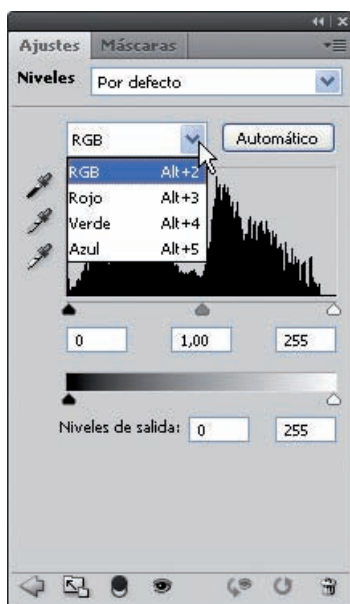 Ajustes Máscaras
Niveles Por defecto
RGB Automático
RGB Alt+2
Rojo Alt+3
Verde Alt+4
Azul Alt+5
0 1,00 255
Niveles de salida: 0 255